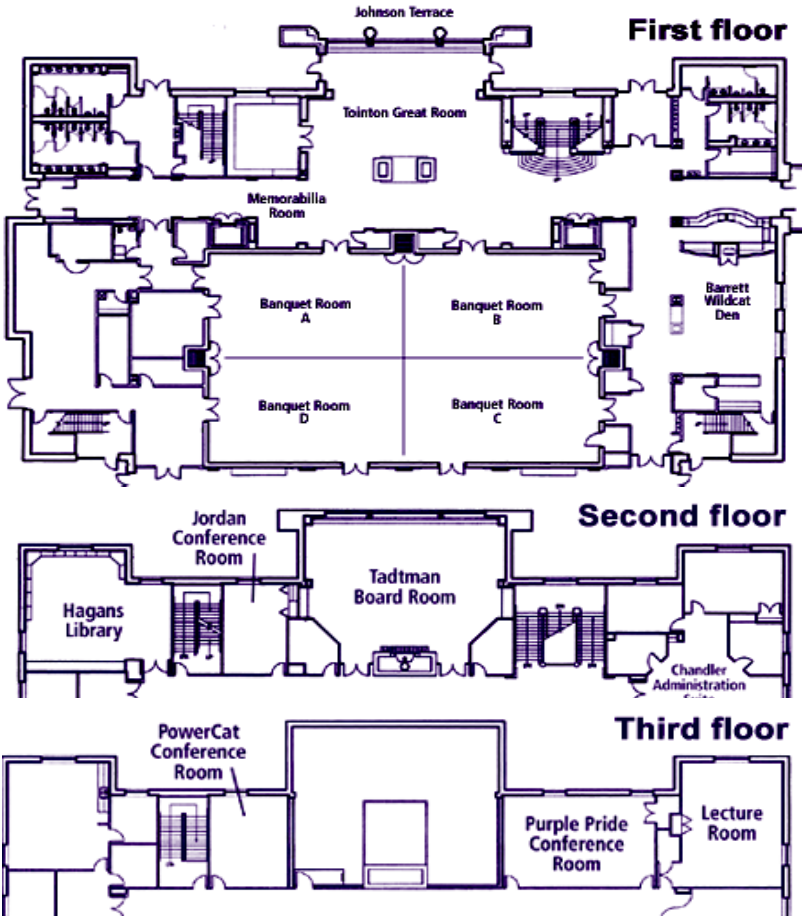 Johnson Terrace
First floor
Tointon Great Room
Memorabilia
Room
Barrett
Wildcat
Den
Banquet Room
A
Banquet Room
B
Banquet Room
D
Banquet Room
C
Second floor
Jordan
Conference
Room
Tadtman
Board Room
Hagans
Library
Chandler
Administration
Suite
Third floor
PowerCat
Conference
Room
Purple Pride
Conference
Room
Lecture
Room